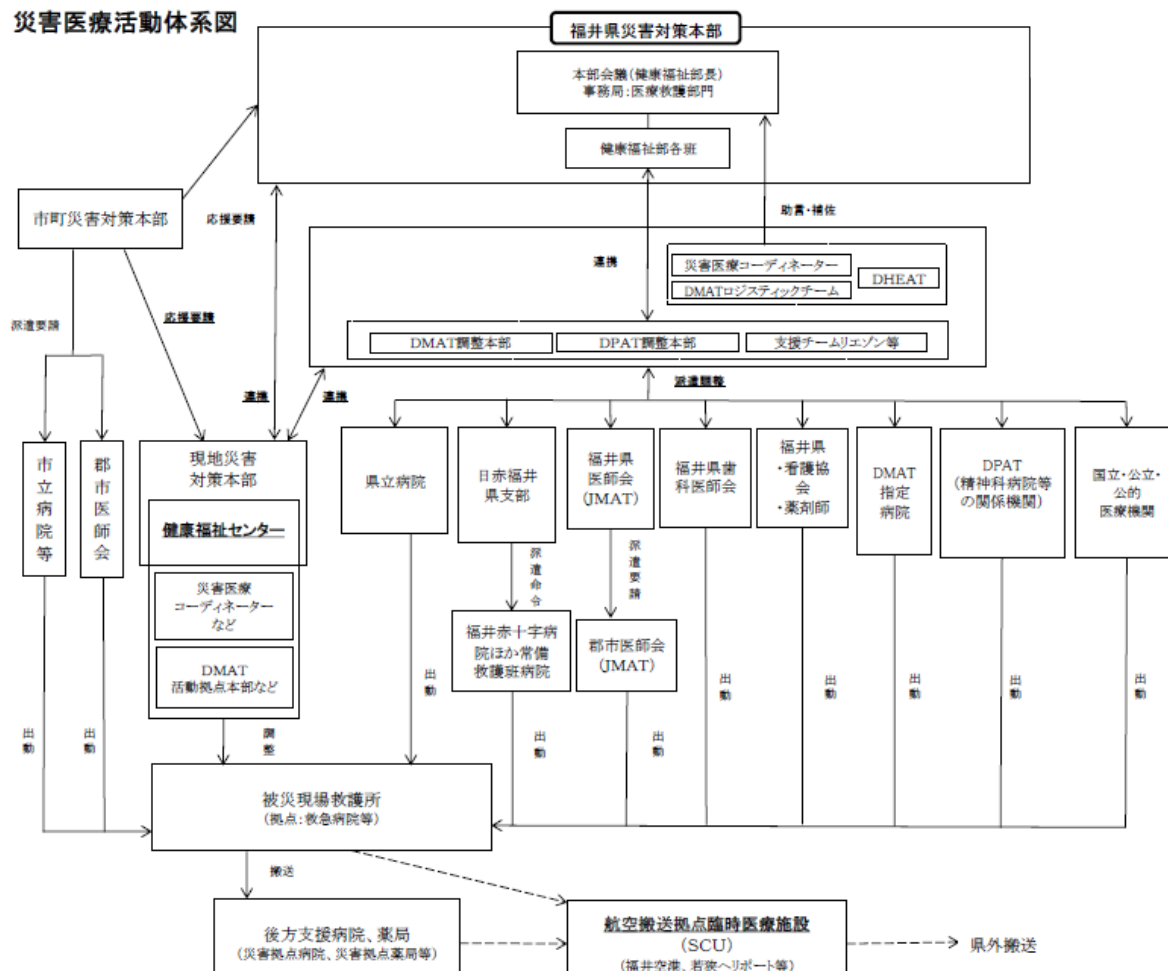 災害医療活動体系図
福井県災害対策本部
本部会議(健康福祉部長)
事務局:医療救護部門
健康福祉部各班
市町災害対策本部
応援要請
助言・補佐
連携
災害医療コーディネーター
DMATロジスティックチーム
DHEAT
派遣要請
応援要請
DMAT調整本部
DPAT調整本部
支援チームリエゾン等
連携
連携
派遣調整
市立病院等
郡市医師会
現地災害
対策本部
健康福祉センター
災害医療
コーディネーター
など
DMAT
活動拠点本部など
県立病院
日赤福井
県支部
福井県
医師会
(JMAT)
福井県歯
科医師会
福井県
・看護協
会
・薬剤師
DMAT
指定
病院
DPAT
(精神科病院等
の関係機関)
国立・公立・
公的
医療機関
派遣命令
派遣要請
福井赤十字病
院ほか常備
救護班病院
郡市医師会
(JMAT)
出動
出動
調整
出動
出動
出動
出動
出動
出動
出動
出動
被災現場救護所
(拠点:救急病院等)
搬送
後方支援病院、薬局
(災害拠点病院、災害拠点薬局等)
航空搬送拠点臨時医療施設
(SCU)
(福井空港、若狭ヘリポート等)
県外搬送